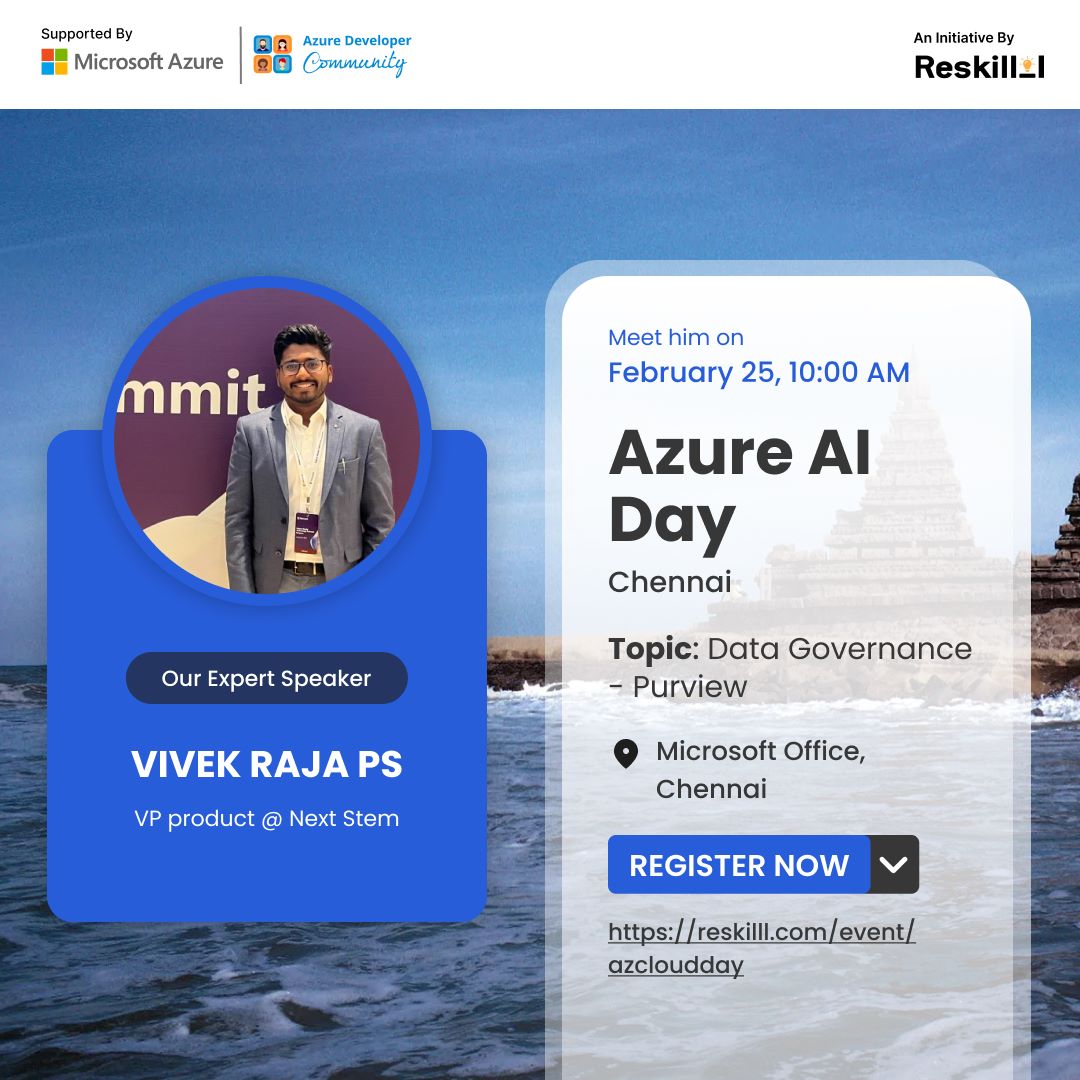 Supported By
Microsoft Azure
Azure Developer
Community
An Initiative By
Reskilll
mmit
Our Expert Speaker
VIVEK RAJA PS
VP product @ Next Stem
Meet him on
February 25, 10:00 AM
Azure AI
Day
Chennai
Topic: Data Governance
- Purview
Microsoft Office,
Chennai
REGISTER NOW
https://reskilll.com/event/
azcloudday